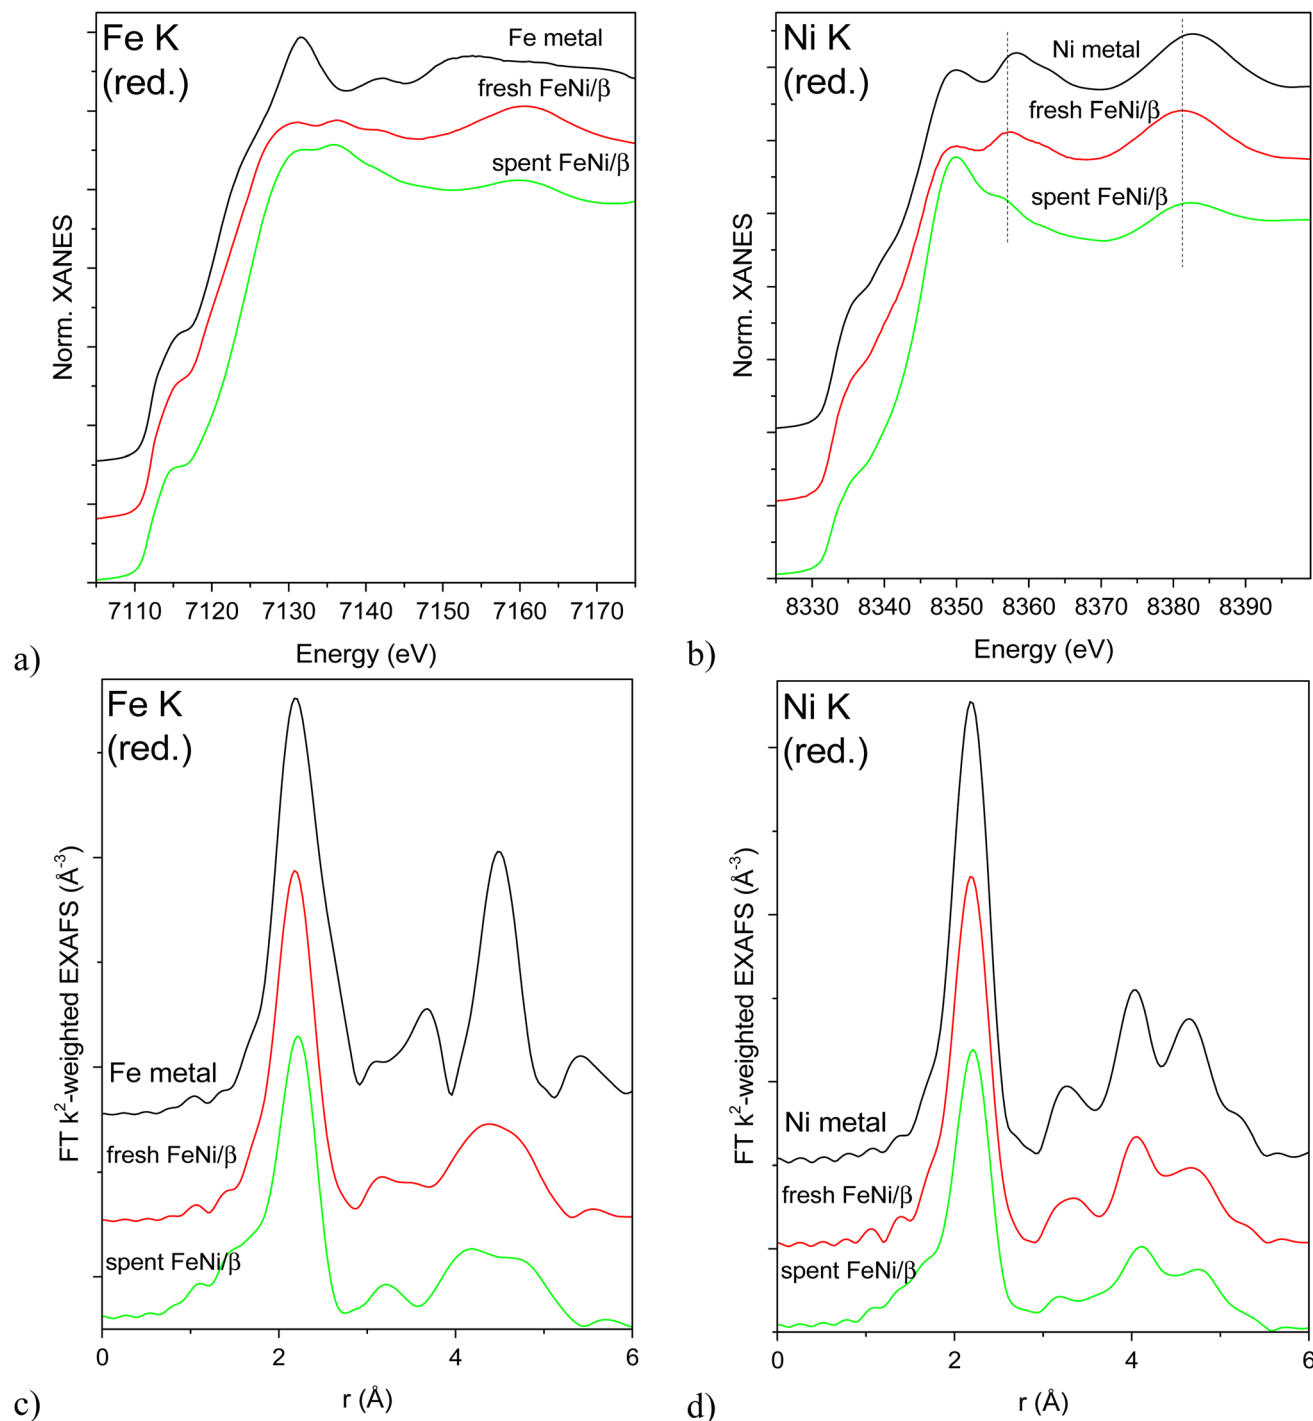 Fe K
(red.)
Fe metal
fresh FeNi/β
spent FeNi/β
Norm. XANES
7110 7120 7130 7140 7150 7160 7170
Energy (eV)
a)
Ni K
(red.)
Ni metal
fresh FeNi/β
spent FeNi/β
Norm. XANES
8330 8340 8350 8360 8370 8380 8390
Energy (eV)
b)
Fe K
(red.)
FT k²-weighted EXAFS (Å⁻³)
Fe metal
fresh FeNi/β
spent FeNi/β
0 2 4 6
r (Å)
c)
Ni K
(red.)
FT k²-weighted EXAFS (Å⁻³)
Ni metal
fresh FeNi/β
spent FeNi/β
0 2 4 6
r (Å)
d)